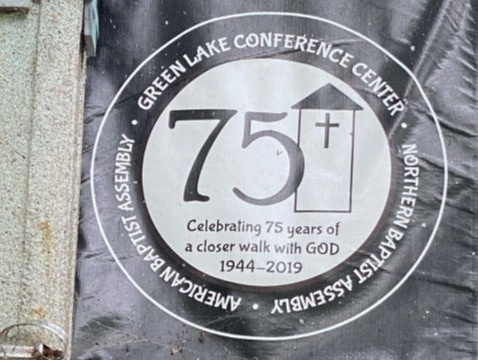 GREEN LAKE CONFERENCE CENTER • NORTHERN BAPTIST ASSEMBLY • AMERICAN BAPTIST ASSEMBLY •
75
Celebrating 75 years of
a closer walk with GOD
1944–2019